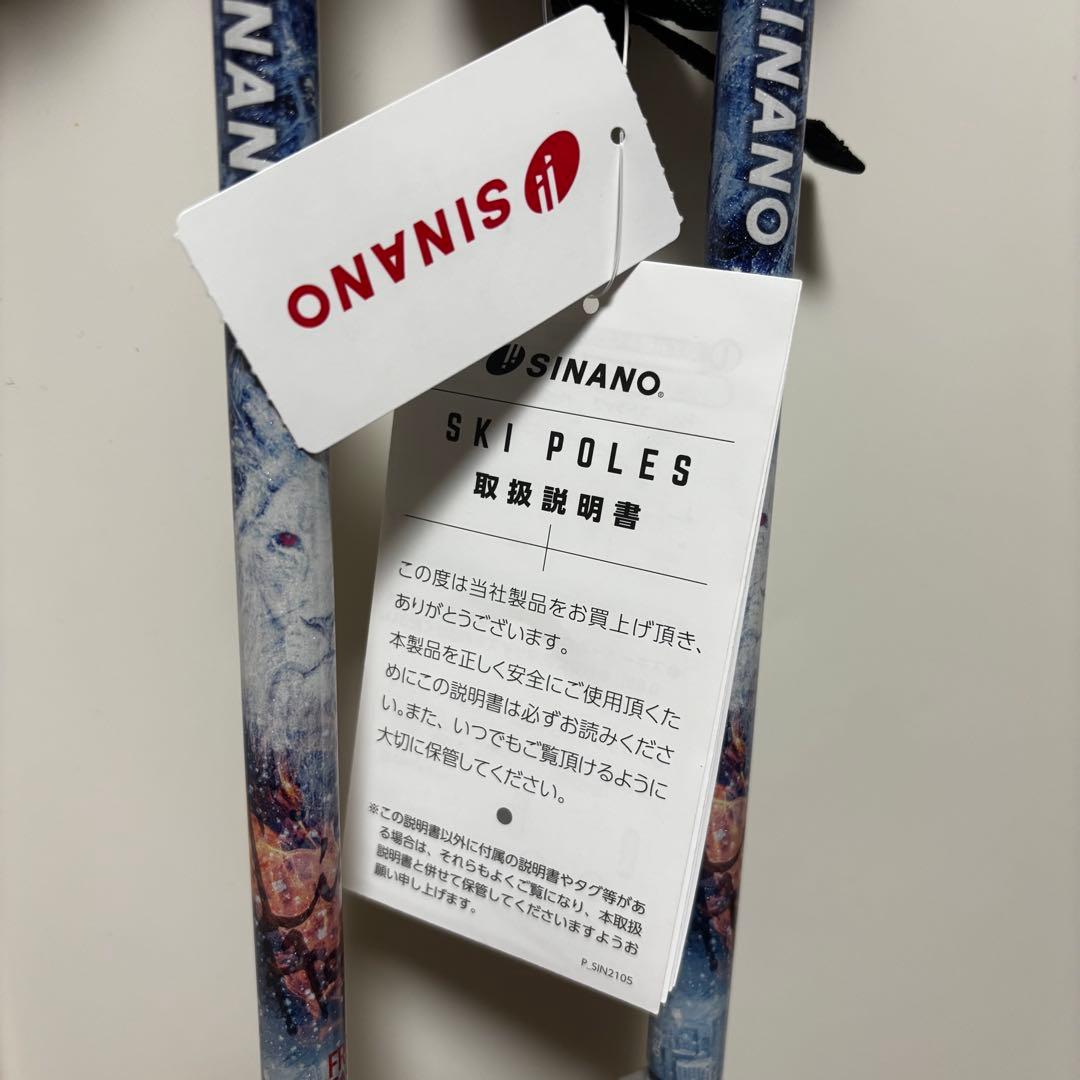 INANO
SINANO
SINANO
SINANO®
SKI POLES
取扱説明書
この度は当社製品をお買上げ頂き、
ありがとうございます。
本製品を正しく安全にご使用頂くた
めにこの説明書は必ずお読みくださ
い。また、いつでもご覧頂けるように
大切に保管してください。
※この説明書以外に付属の説明書やタグ等があ
る場合は、それらもよくご覧になり、本取扱
説明書と併せて保管してくださいますようお
願い申し上げます。
P_SIN2105